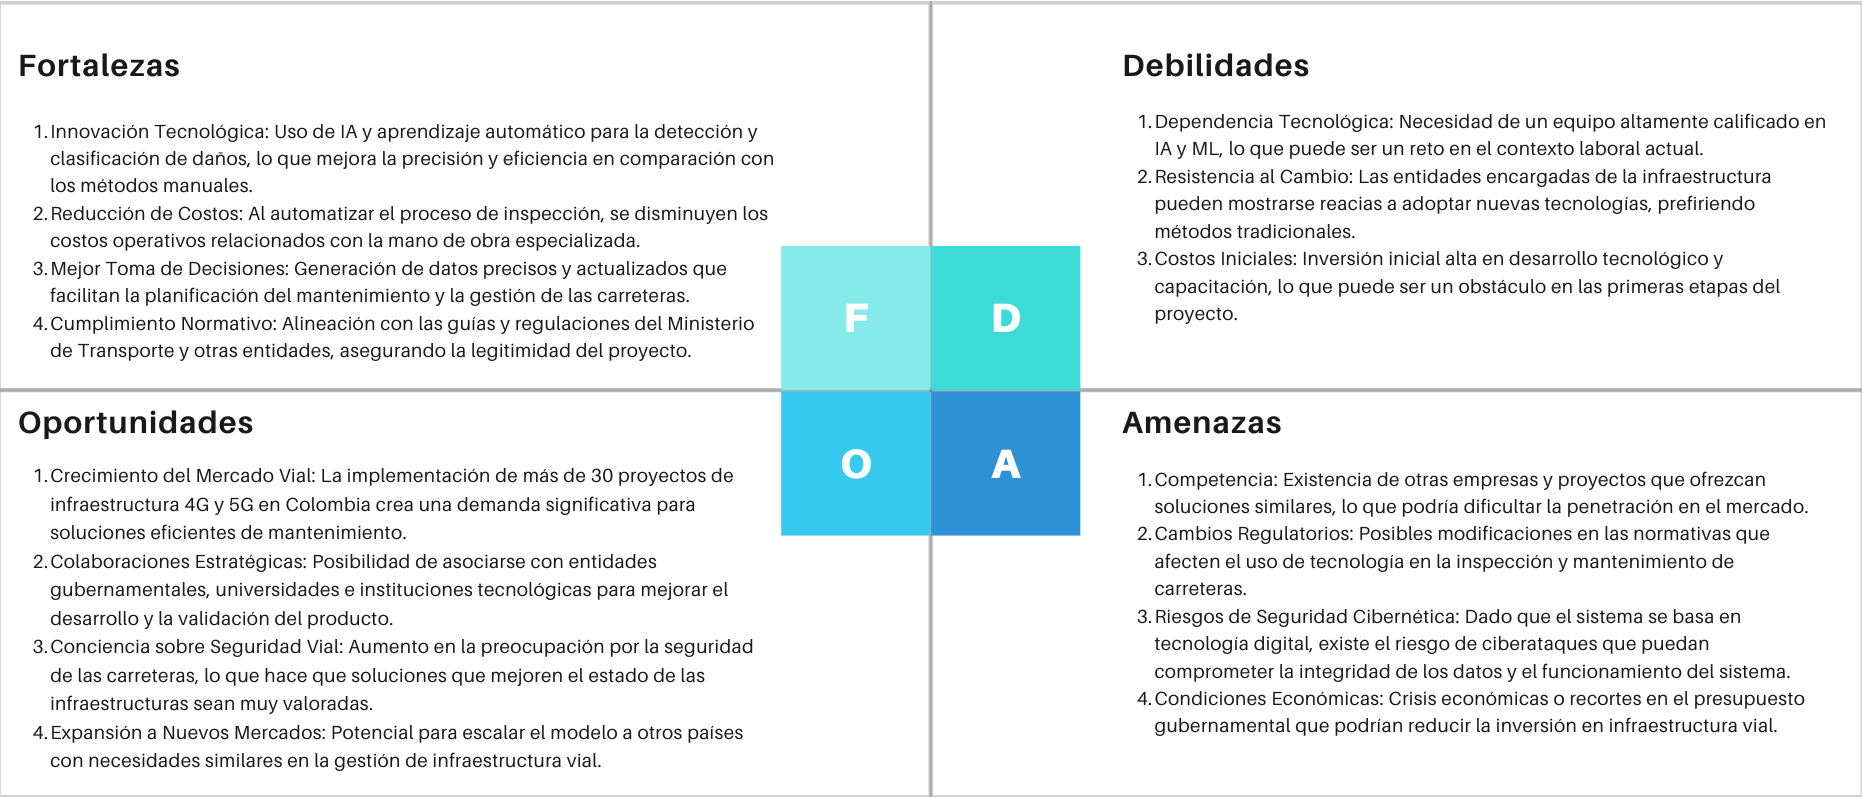 Fortalezas
1. Innovación Tecnológica: Uso de IA y aprendizaje automático para la detección y
clasificación de daños, lo que mejora la precisión y eficiencia en comparación con
los métodos manuales.
2. Reducción de Costos: Al automatizar el proceso de inspección, se disminuyen los
costos operativos relacionados con la mano de obra especializada.
3. Mejor Toma de Decisiones: Generación de datos precisos y actualizados que
facilitan la planificación del mantenimiento y la gestión de las carreteras.
4. Cumplimiento Normativo: Alineación con las guías y regulaciones del Ministerio
de Transporte y otras entidades, asegurando la legitimidad del proyecto.
Debilidades
1. Dependencia Tecnológica: Necesidad de un equipo altamente calificado en
IA y ML, lo que puede ser un reto en el contexto laboral actual.
2. Resistencia al Cambio: Las entidades encargadas de la infraestructura
pueden mostrarse reacias a adoptar nuevas tecnologías, prefiriendo
métodos tradicionales.
3. Costos Iniciales: Inversión inicial alta en desarrollo tecnológico y
capacitación, lo que puede ser un obstáculo en las primeras etapas del
proyecto.
F
D
O
A
Oportunidades
1. Crecimiento del Mercado Vial: La implementación de más de 30 proyectos de
infraestructura 4G y 5G en Colombia crea una demanda significativa para
soluciones eficientes de mantenimiento.
2. Colaboraciones Estratégicas: Posibilidad de asociarse con entidades
gubernamentales, universidades e instituciones tecnológicas para mejorar el
desarrollo y la validación del producto.
3. Conciencia sobre Seguridad Vial: Aumento en la preocupación por la seguridad
de las carreteras, lo que hace que soluciones que mejoren el estado de las
infraestructuras sean muy valoradas.
4. Expansión a Nuevos Mercados: Potencial para escalar el modelo a otros países
con necesidades similares en la gestión de infraestructura vial.
Amenazas
1. Competencia: Existencia de otras empresas y proyectos que ofrezcan
soluciones similares, lo que podría dificultar la penetración en el mercado.
2. Cambios Regulatorios: Posibles modificaciones en las normativas que
afecten el uso de tecnología en la inspección y mantenimiento de
carreteras.
3. Riesgos de Seguridad Cibernética: Dado que el sistema se basa en
tecnología digital, existe el riesgo de ciberataques que puedan
comprometer la integridad de los datos y el funcionamiento del sistema.
4. Condiciones Económicas: Crisis económicas o recortes en el presupuesto
gubernamental que podrían reducir la inversión en infraestructura vial.